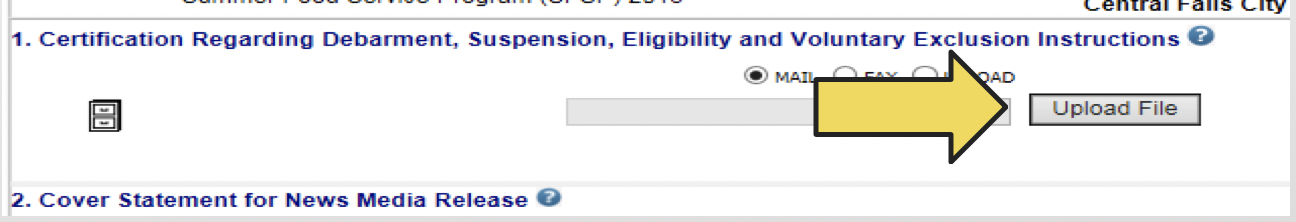 Central Falls City
1. Certification Regarding Debarment, Suspension, Eligibility and Voluntary Exclusion Instructions ?
MAIL FAX
Upload File
2. Cover Statement for News Media Release ?